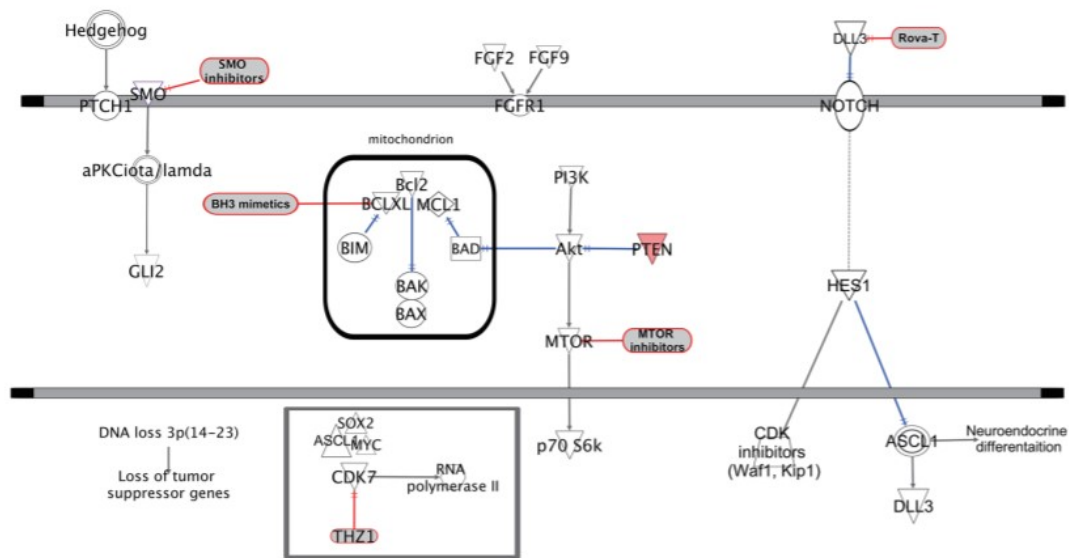 Hedgehog
SMO
inhibitors
PTCH1
SMO
aPKCiota/lamda
GLI2
FGF2
FGF9
FGFR1
DLL3
Rova-T
NOTCH
mitochondrion
Bcl2
BCLXL
MCL1
BH3 mimetics
BIM
BAD
BAK
BAX
PI3K
Akt
PTEN
MTOR
MTOR
inhibitors
p70 S6k
HES1
CDK
inhibitors
(Waf1, Kip1)
ASCL1
Neuroendocrine
differentaition
DLL3
DNA loss 3p(14-23)
Loss of tumor
suppressor genes
SOX2
ASCL1
MYC
CDK7
RNA
polymerase II
THZ1